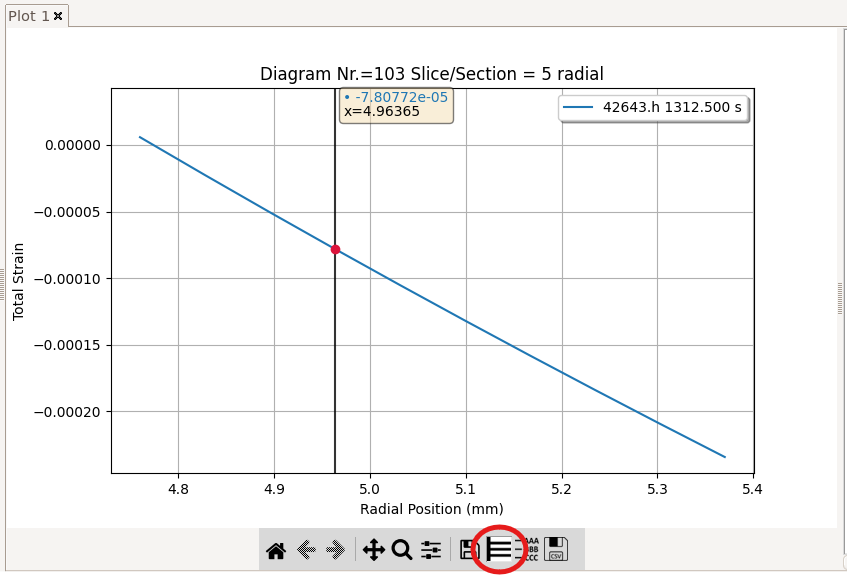 Plot 1
Diagram Nr.=103 Slice/Section = 5 radial
• -7.80772e-05
x=4.96365
42643.h 1312.500 s
0.00000
−0.00005
−0.00010
−0.00015
−0.00020
Total Strain
4.8 4.9 5.0 5.1 5.2 5.3 5.4
Radial Position (mm)
AAA
BBB
CCC
CSV